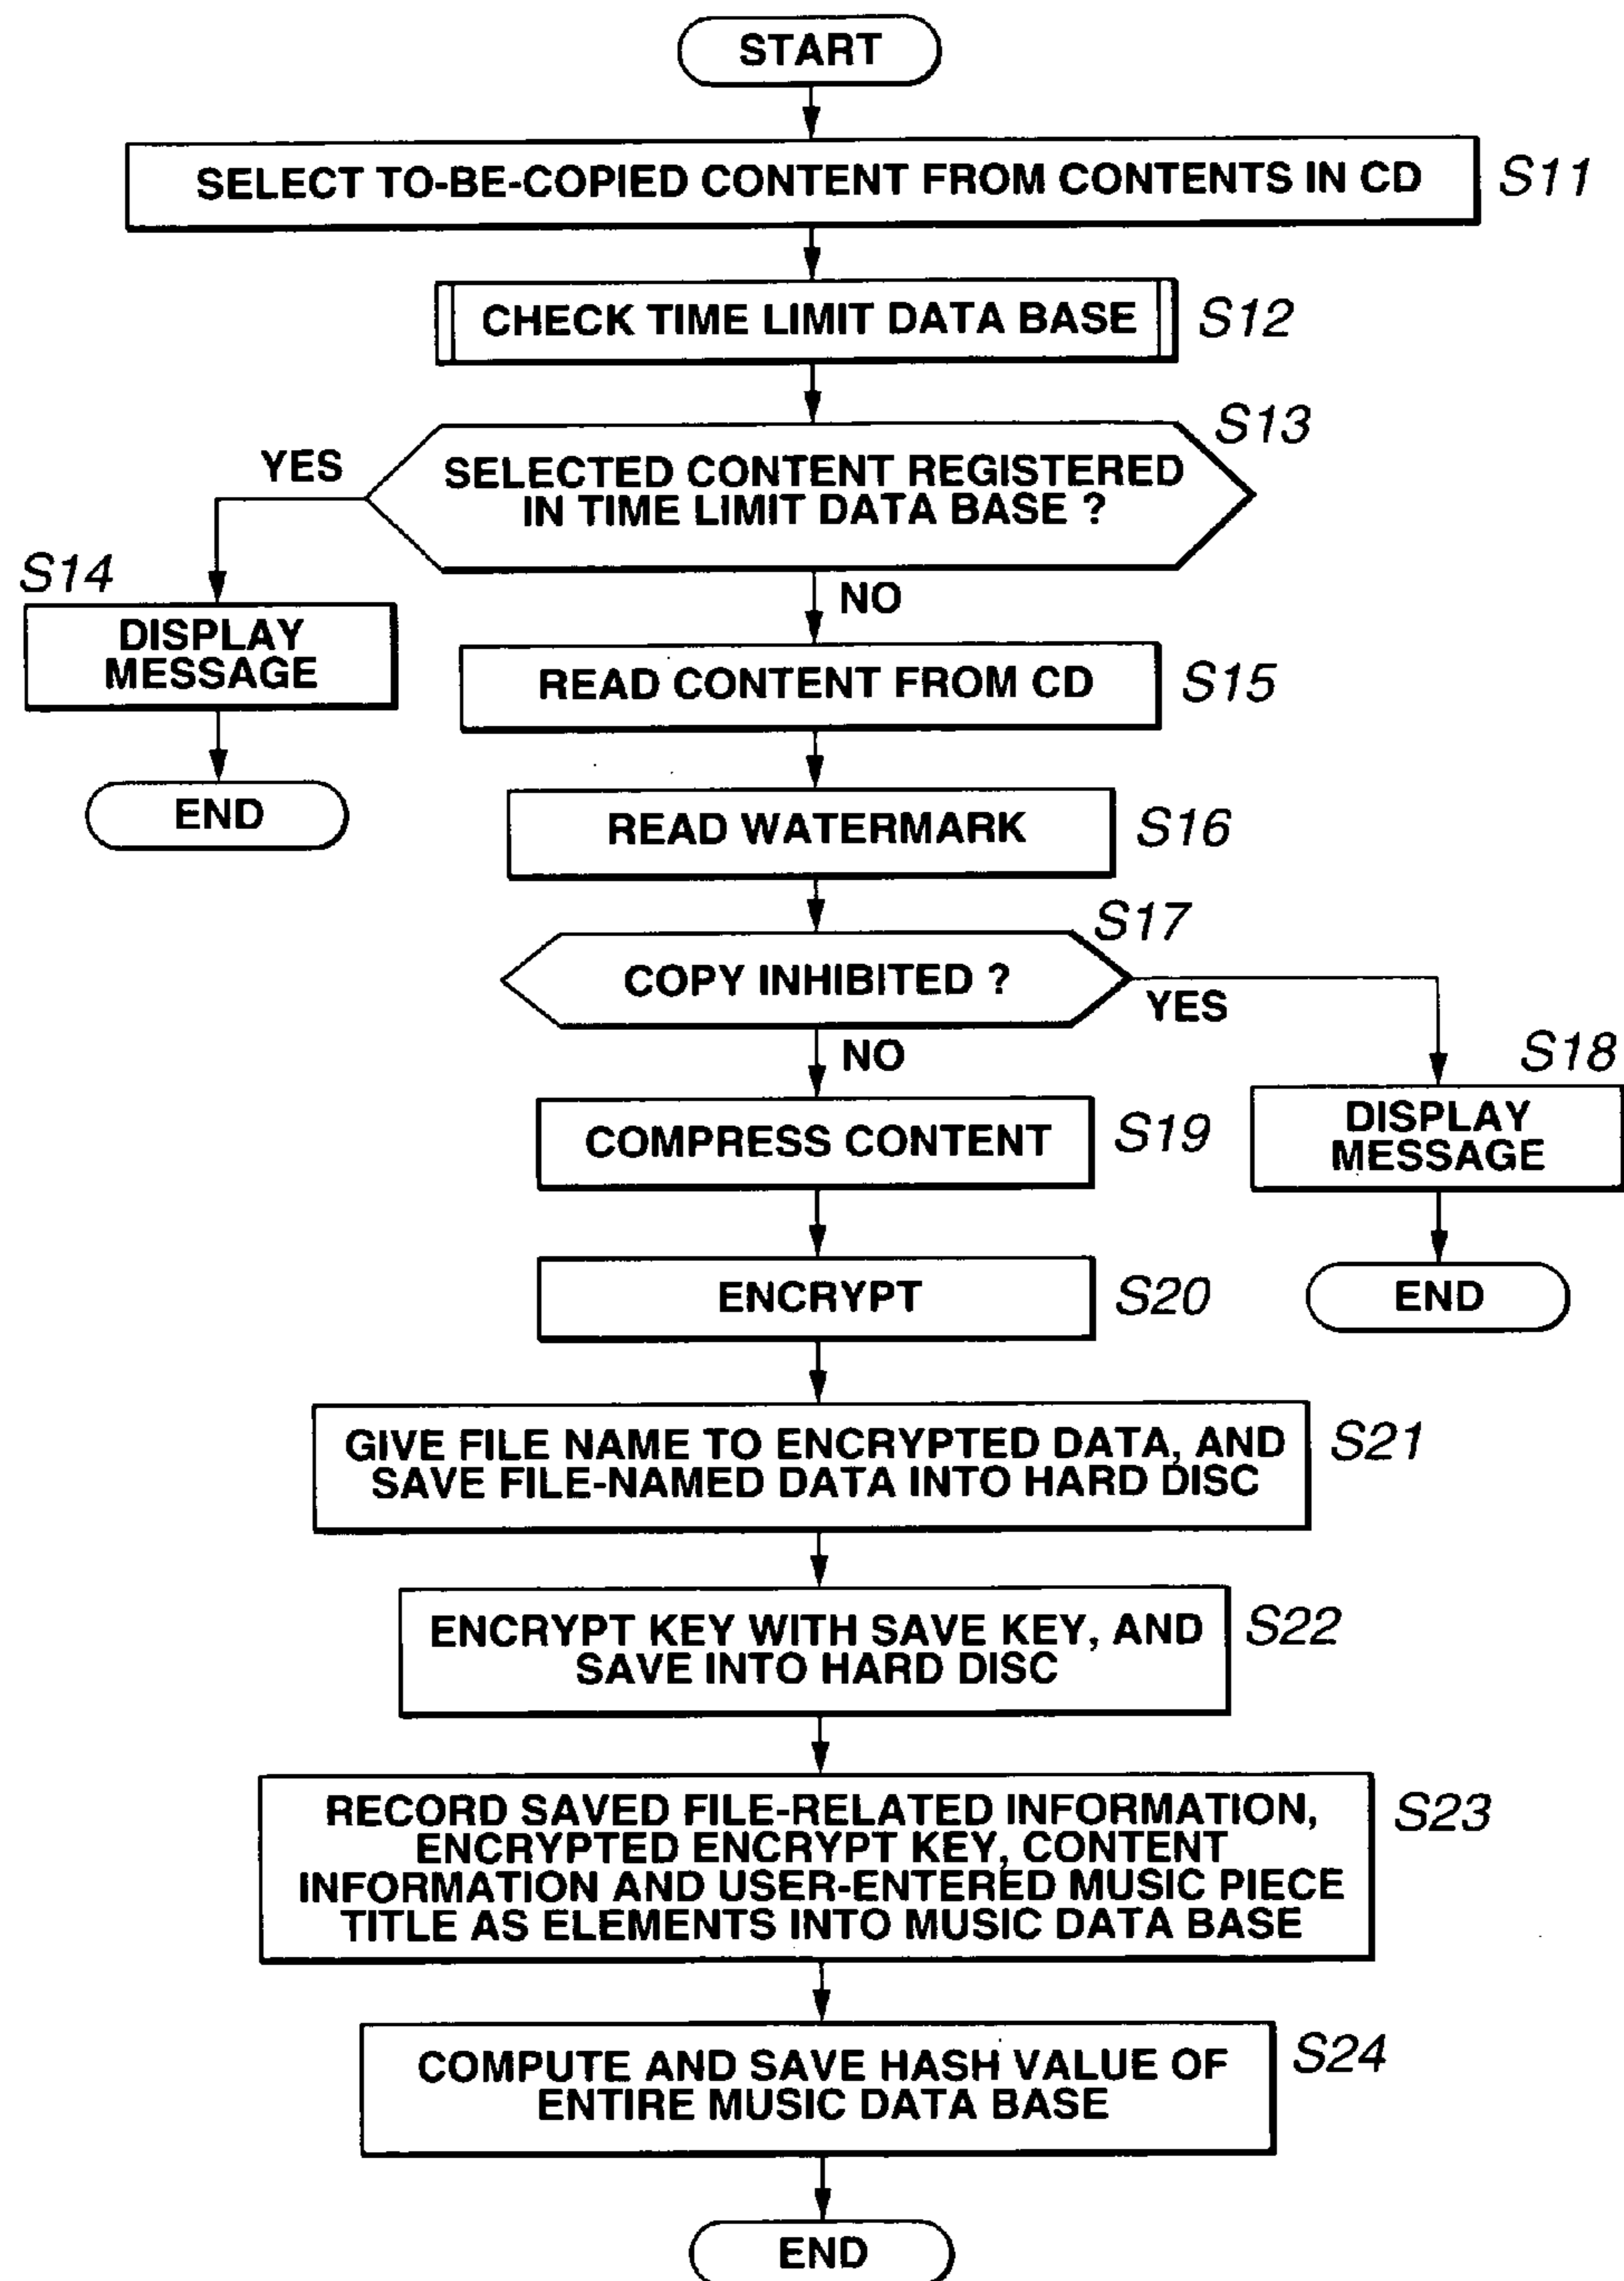 START
SELECT TO-BE-COPIED CONTENT FROM CONTENTS IN CD
S11
CHECK TIME LIMIT DATA BASE
S12
S13
SELECTED CONTENT REGISTERED
IN TIME LIMIT DATA BASE ?
YES
NO
S14
DISPLAY
MESSAGE
END
READ CONTENT FROM CD
S15
READ WATERMARK
S16
S17
COPY INHIBITED ?
YES
NO
S18
DISPLAY
MESSAGE
END
COMPRESS CONTENT
S19
ENCRYPT
S20
GIVE FILE NAME TO ENCRYPTED DATA, AND
SAVE FILE-NAMED DATA INTO HARD DISC
S21
ENCRYPT KEY WITH SAVE KEY, AND
SAVE INTO HARD DISC
S22
RECORD SAVED FILE-RELATED INFORMATION,
ENCRYPTED ENCRYPT KEY, CONTENT
INFORMATION AND USER-ENTERED MUSIC PIECE
TITLE AS ELEMENTS INTO MUSIC DATA BASE
S23
COMPUTE AND SAVE HASH VALUE OF
ENTIRE MUSIC DATA BASE
S24
END